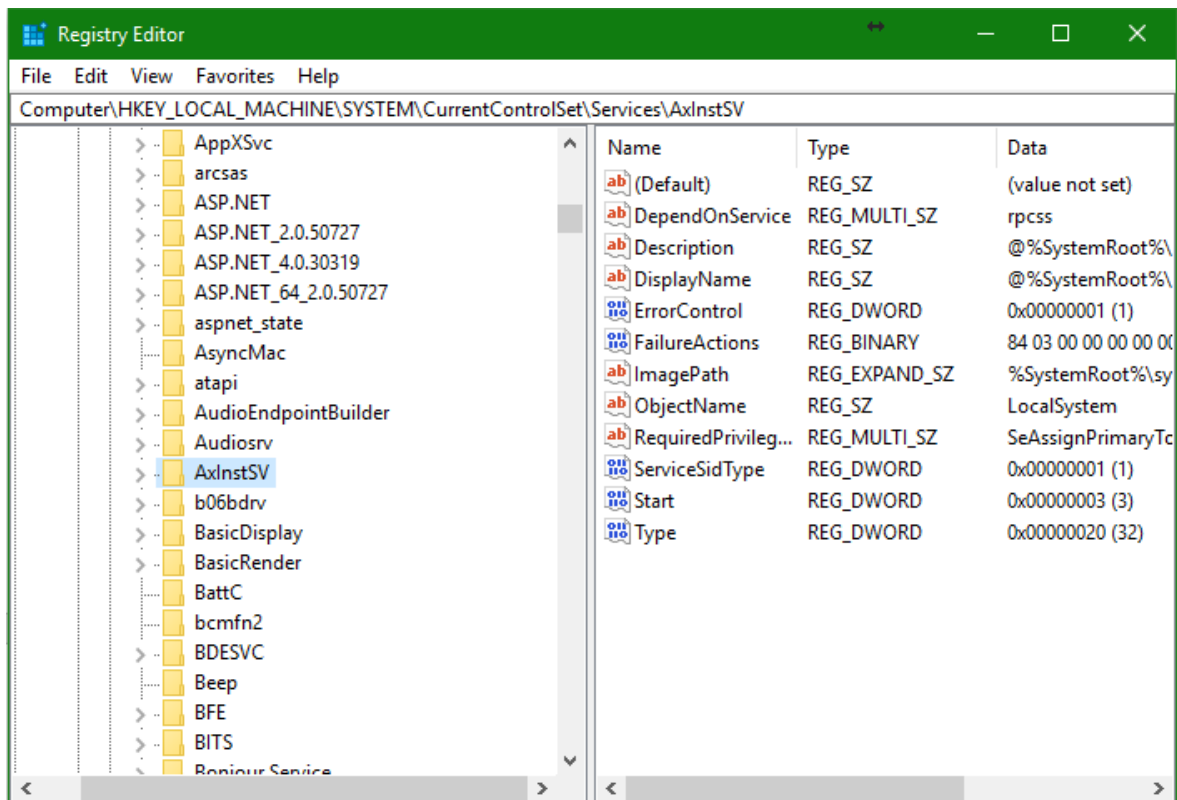 Registry Editor
File Edit View Favorites Help
Computer\HKEY_LOCAL_MACHINE\SYSTEM\CurrentControlSet\Services\AxInstSV
AppXSvc
arcsas
ASP.NET
ASP.NET_2.0.50727
ASP.NET_4.0.30319
ASP.NET_64_2.0.50727
aspnet_state
AsyncMac
atapi
AudioEndpointBuilder
Audiosrv
AxInstSV
b06bdrv
BasicDisplay
BasicRender
BattC
bcmfn2
BDESVC
Beep
BFE
BITS
Bonjour Service
Name Type Data
(Default) REG_SZ (value not set)
DependOnService REG_MULTI_SZ rpcss
Description REG_SZ @%SystemRoot%\
DisplayName REG_SZ @%SystemRoot%\
ErrorControl REG_DWORD 0x00000001 (1)
FailureActions REG_BINARY 84 03 00 00 00 00 00
ImagePath REG_EXPAND_SZ %SystemRoot%\sy
ObjectName REG_SZ LocalSystem
RequiredPrivileg... REG_MULTI_SZ SeAssignPrimaryTc
ServiceSidType REG_DWORD 0x00000001 (1)
Start REG_DWORD 0x00000003 (3)
Type REG_DWORD 0x00000020 (32)